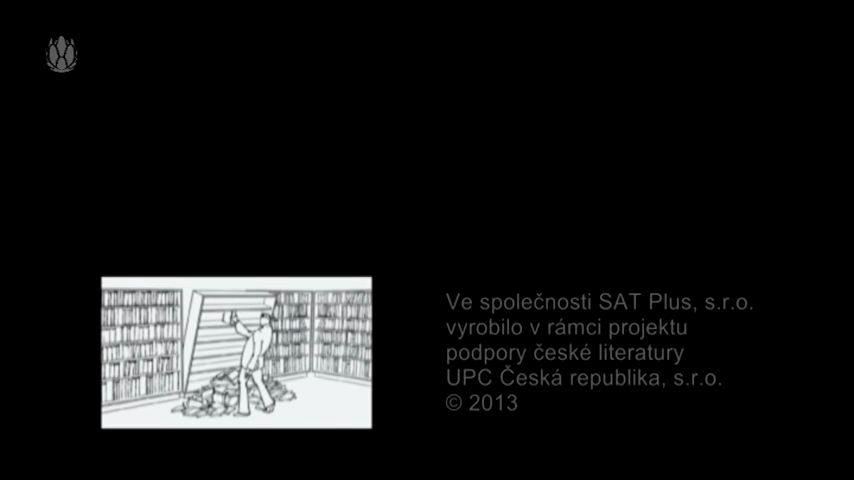 Ve společnosti SAT Plus, s.r.o.
vyrobilo v rámci projektu
podpory české literatury
UPC Česká republika, s.r.o.
© 2013